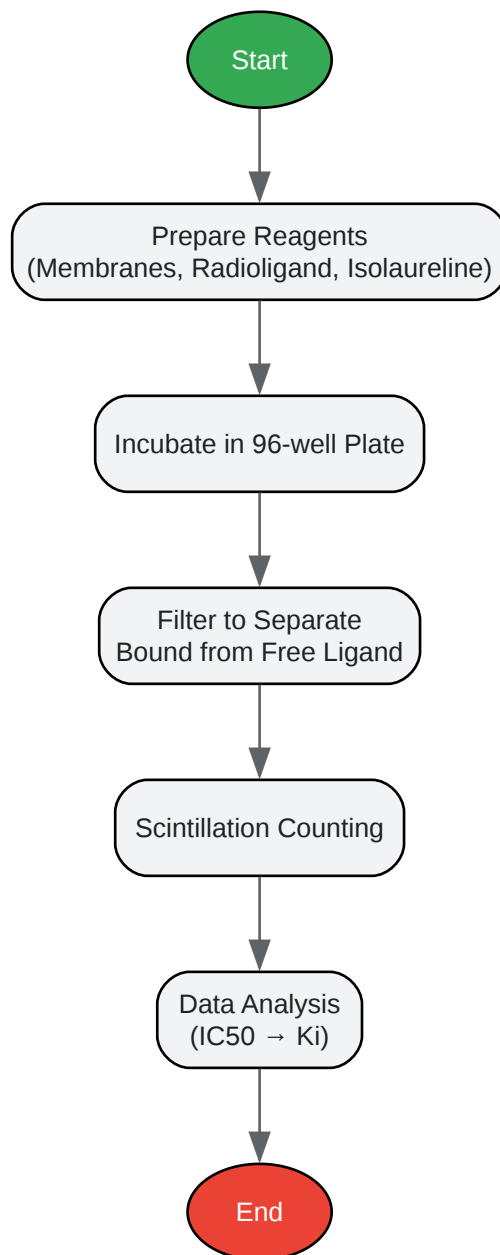 Start
Prepare Reagents
(Membranes, Radioligand, Isolaureline)
Incubate in 96-well Plate
Filter to Separate
Bound from Free Ligand
Scintillation Counting
Data Analysis
(IC50 → Ki)
End